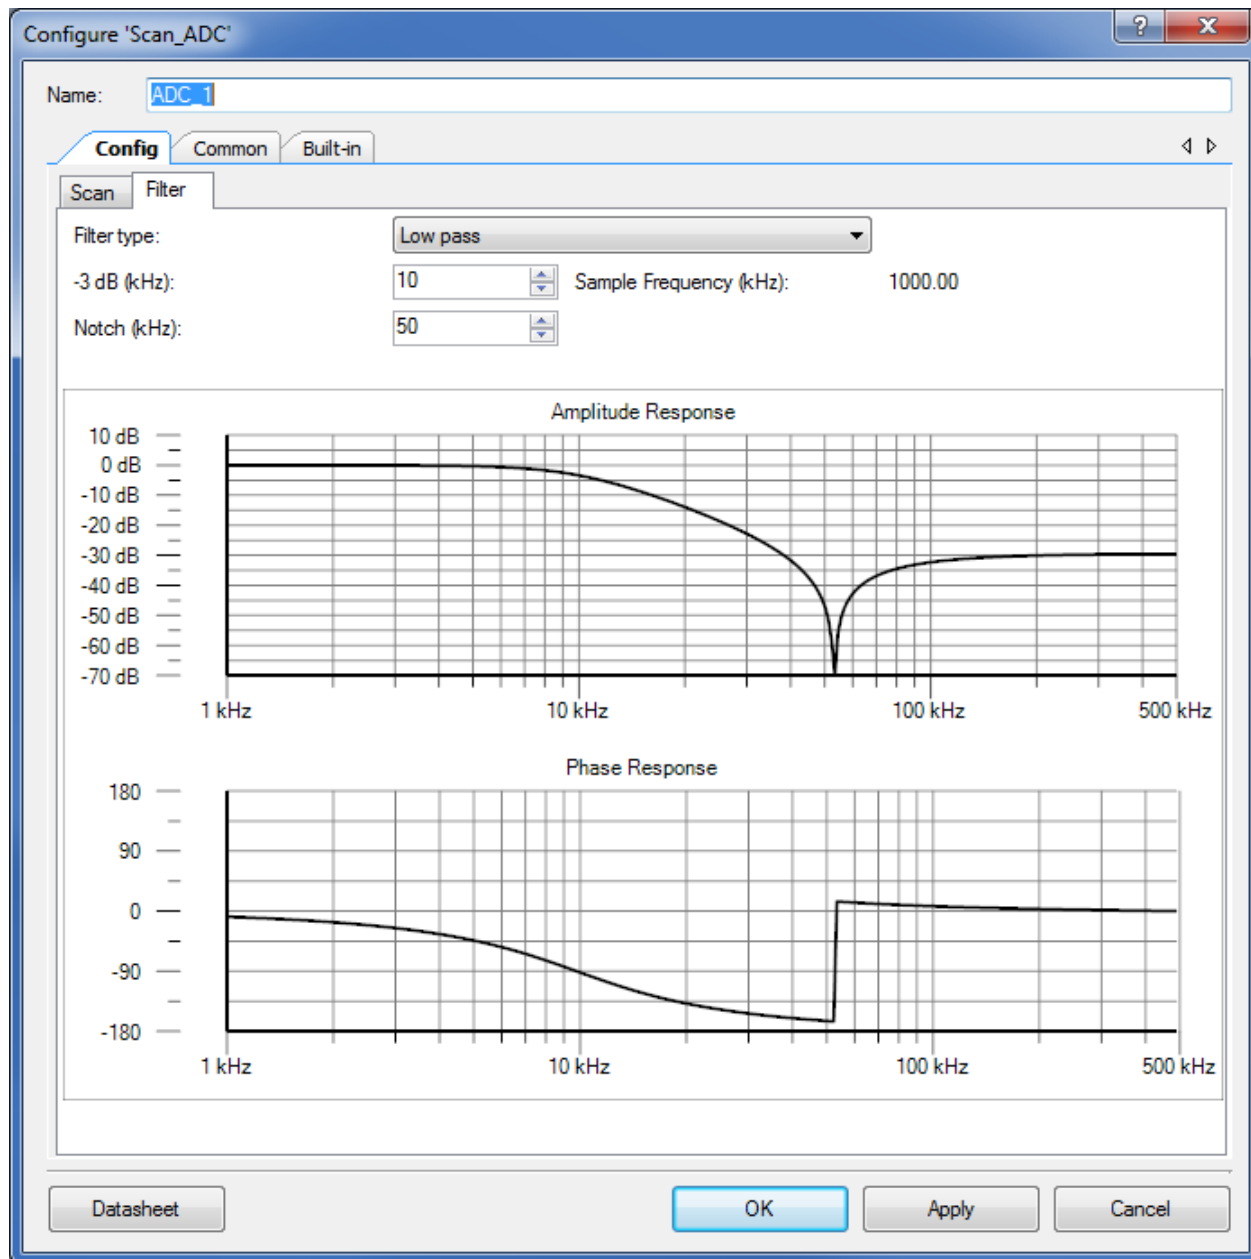 Configure 'Scan_ADC'
?
X
Name: ADC_1
Config Common Built-in
Scan Filter
Filter type: Low pass
-3 dB (kHz): 10 Sample Frequency (kHz): 1000.00
Notch (kHz): 50
Amplitude Response
10 dB
0 dB
-10 dB
-20 dB
-30 dB
-40 dB
-50 dB
-60 dB
-70 dB
1 kHz 10 kHz 100 kHz 500 kHz
Phase Response
180
90
0
-90
-180
1 kHz 10 kHz 100 kHz 500 kHz
Datasheet OK Apply Cancel